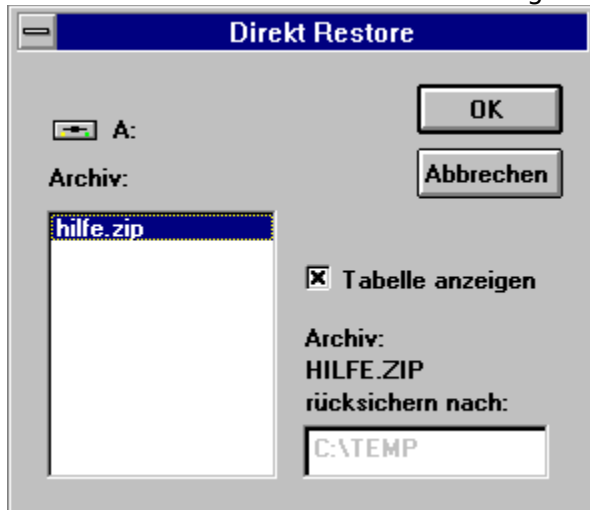 Direkt Restore
OK
A:
Abbrechen
Archiv:
hilfe.zip
Tabelle anzeigen
Archiv:
HILFE.ZIP
rücksichern nach:
C:\TEMP